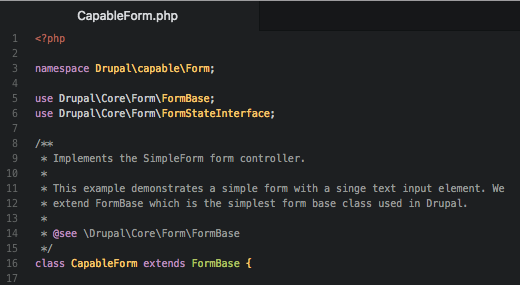 CapableForm.php
1 <?php
2
3 namespace Drupal\capable\Form;
4
5 use Drupal\Core\Form\FormBase;
6 use Drupal\Core\Form\FormStateInterface;
7
8 /**
9  * Implements the SimpleForm form controller.
10  *
11  * This example demonstrates a simple form with a singe text input element. We
12  * extend FormBase which is the simplest form base class used in Drupal.
13  *
14  * @see \Drupal\Core\Form\FormBase
15  */
16 class CapableForm extends FormBase {
17